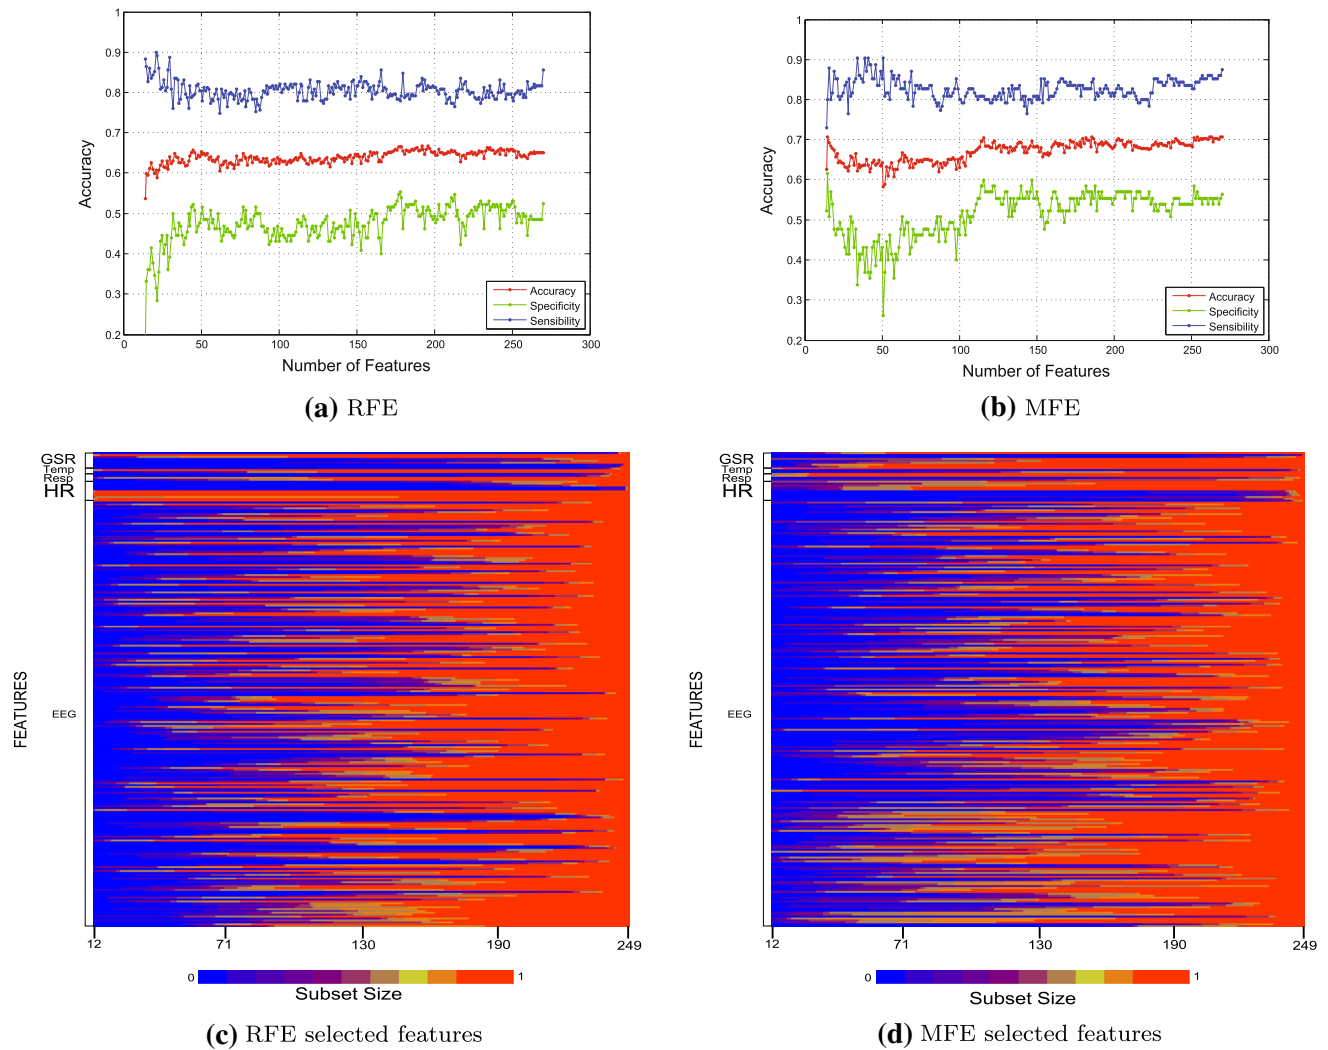 1
0.9
0.8
0.7
0.6
0.5
0.4
0.3
0.2
0 50 100 150 200 250 300
Accuracy
Number of Features
Accuracy
Specificity
Sensibility
(a) RFE
1
0.9
0.8
0.7
0.6
0.5
0.4
0.3
0.2
0 50 100 150 200 250 300
Accuracy
Number of Features
Accuracy
Specificity
Sensibility
(b) MFE
GSR
Temp
Resp
HR
EEG
FEATURES
12 71 130 190 249
0 1
Subset Size
(c) RFE selected features
GSR
Temp
Resp
HR
EEG
FEATURES
12 71 130 190 249
0 1
Subset Size
(d) MFE selected features